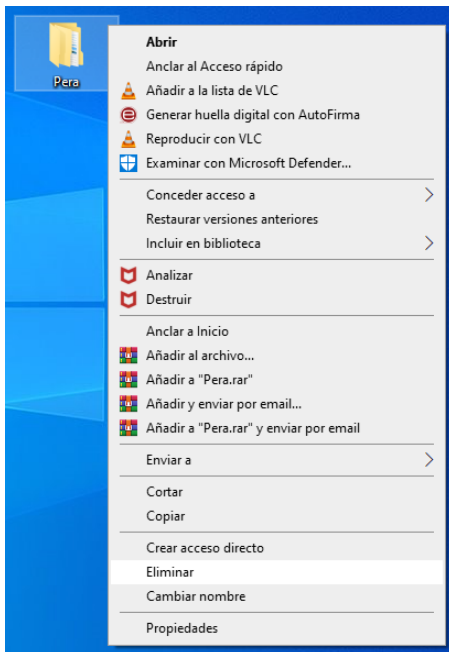 Pera
Abrir
Anclar al Acceso rápido
Añadir a la lista de VLC
Generar huella digital con AutoFirma
Reproducir con VLC
Examinar con Microsoft Defender...
Conceder acceso a
Restaurar versiones anteriores
Incluir en biblioteca
Analizar
Destruir
Anclar a Inicio
Añadir al archivo...
Añadir a "Pera.rar"
Añadir y enviar por email...
Añadir a "Pera.rar" y enviar por email
Enviar a
Cortar
Copiar
Crear acceso directo
Eliminar
Cambiar nombre
Propiedades